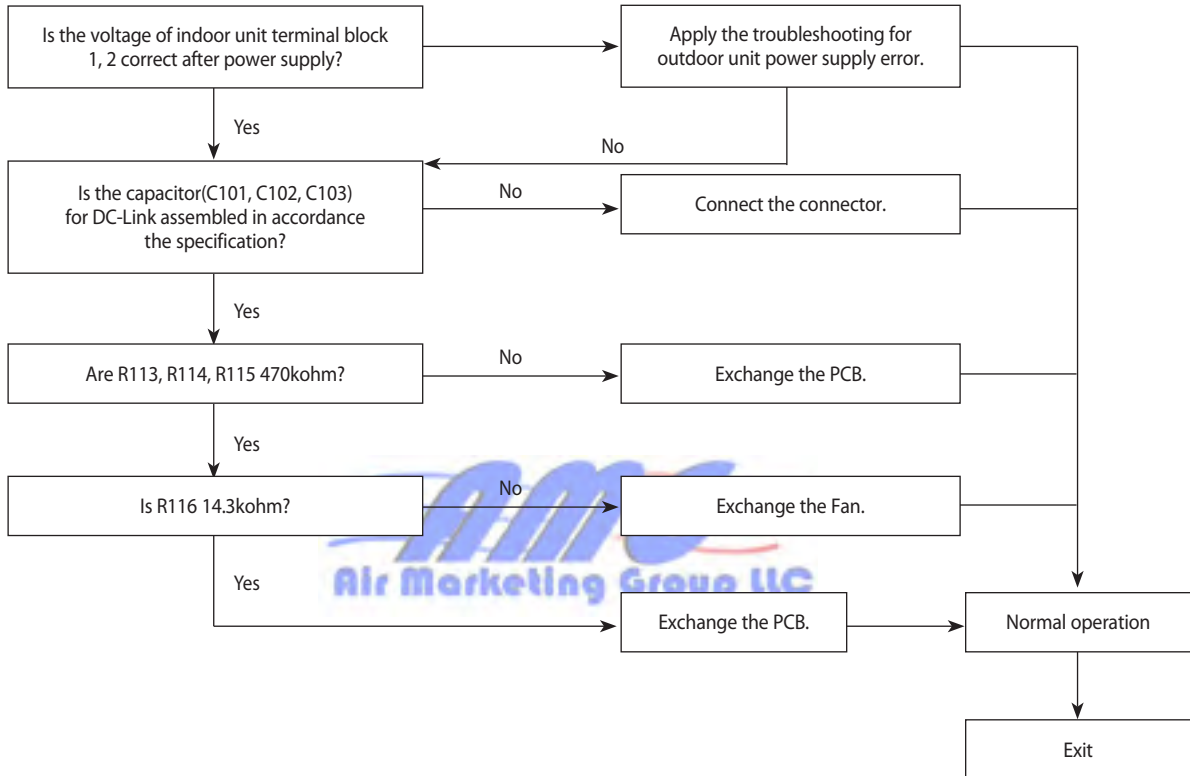 Is the voltage of indoor unit terminal block
1, 2 correct after power supply?
Apply the troubleshooting for
outdoor unit power supply error.
Yes
No
Is the capacitor(C101, C102, C103)
for DC-Link assembled in accordance
the specification?
No
Connect the connector.
Yes
Are R113, R114, R115 470kohm?
No
Exchange the PCB.
Yes
Is R116 14.3kohm?
No
Exchange the Fan.
AMG
Air Marketing Group LLC
Yes
Exchange the PCB.
Normal operation
Exit